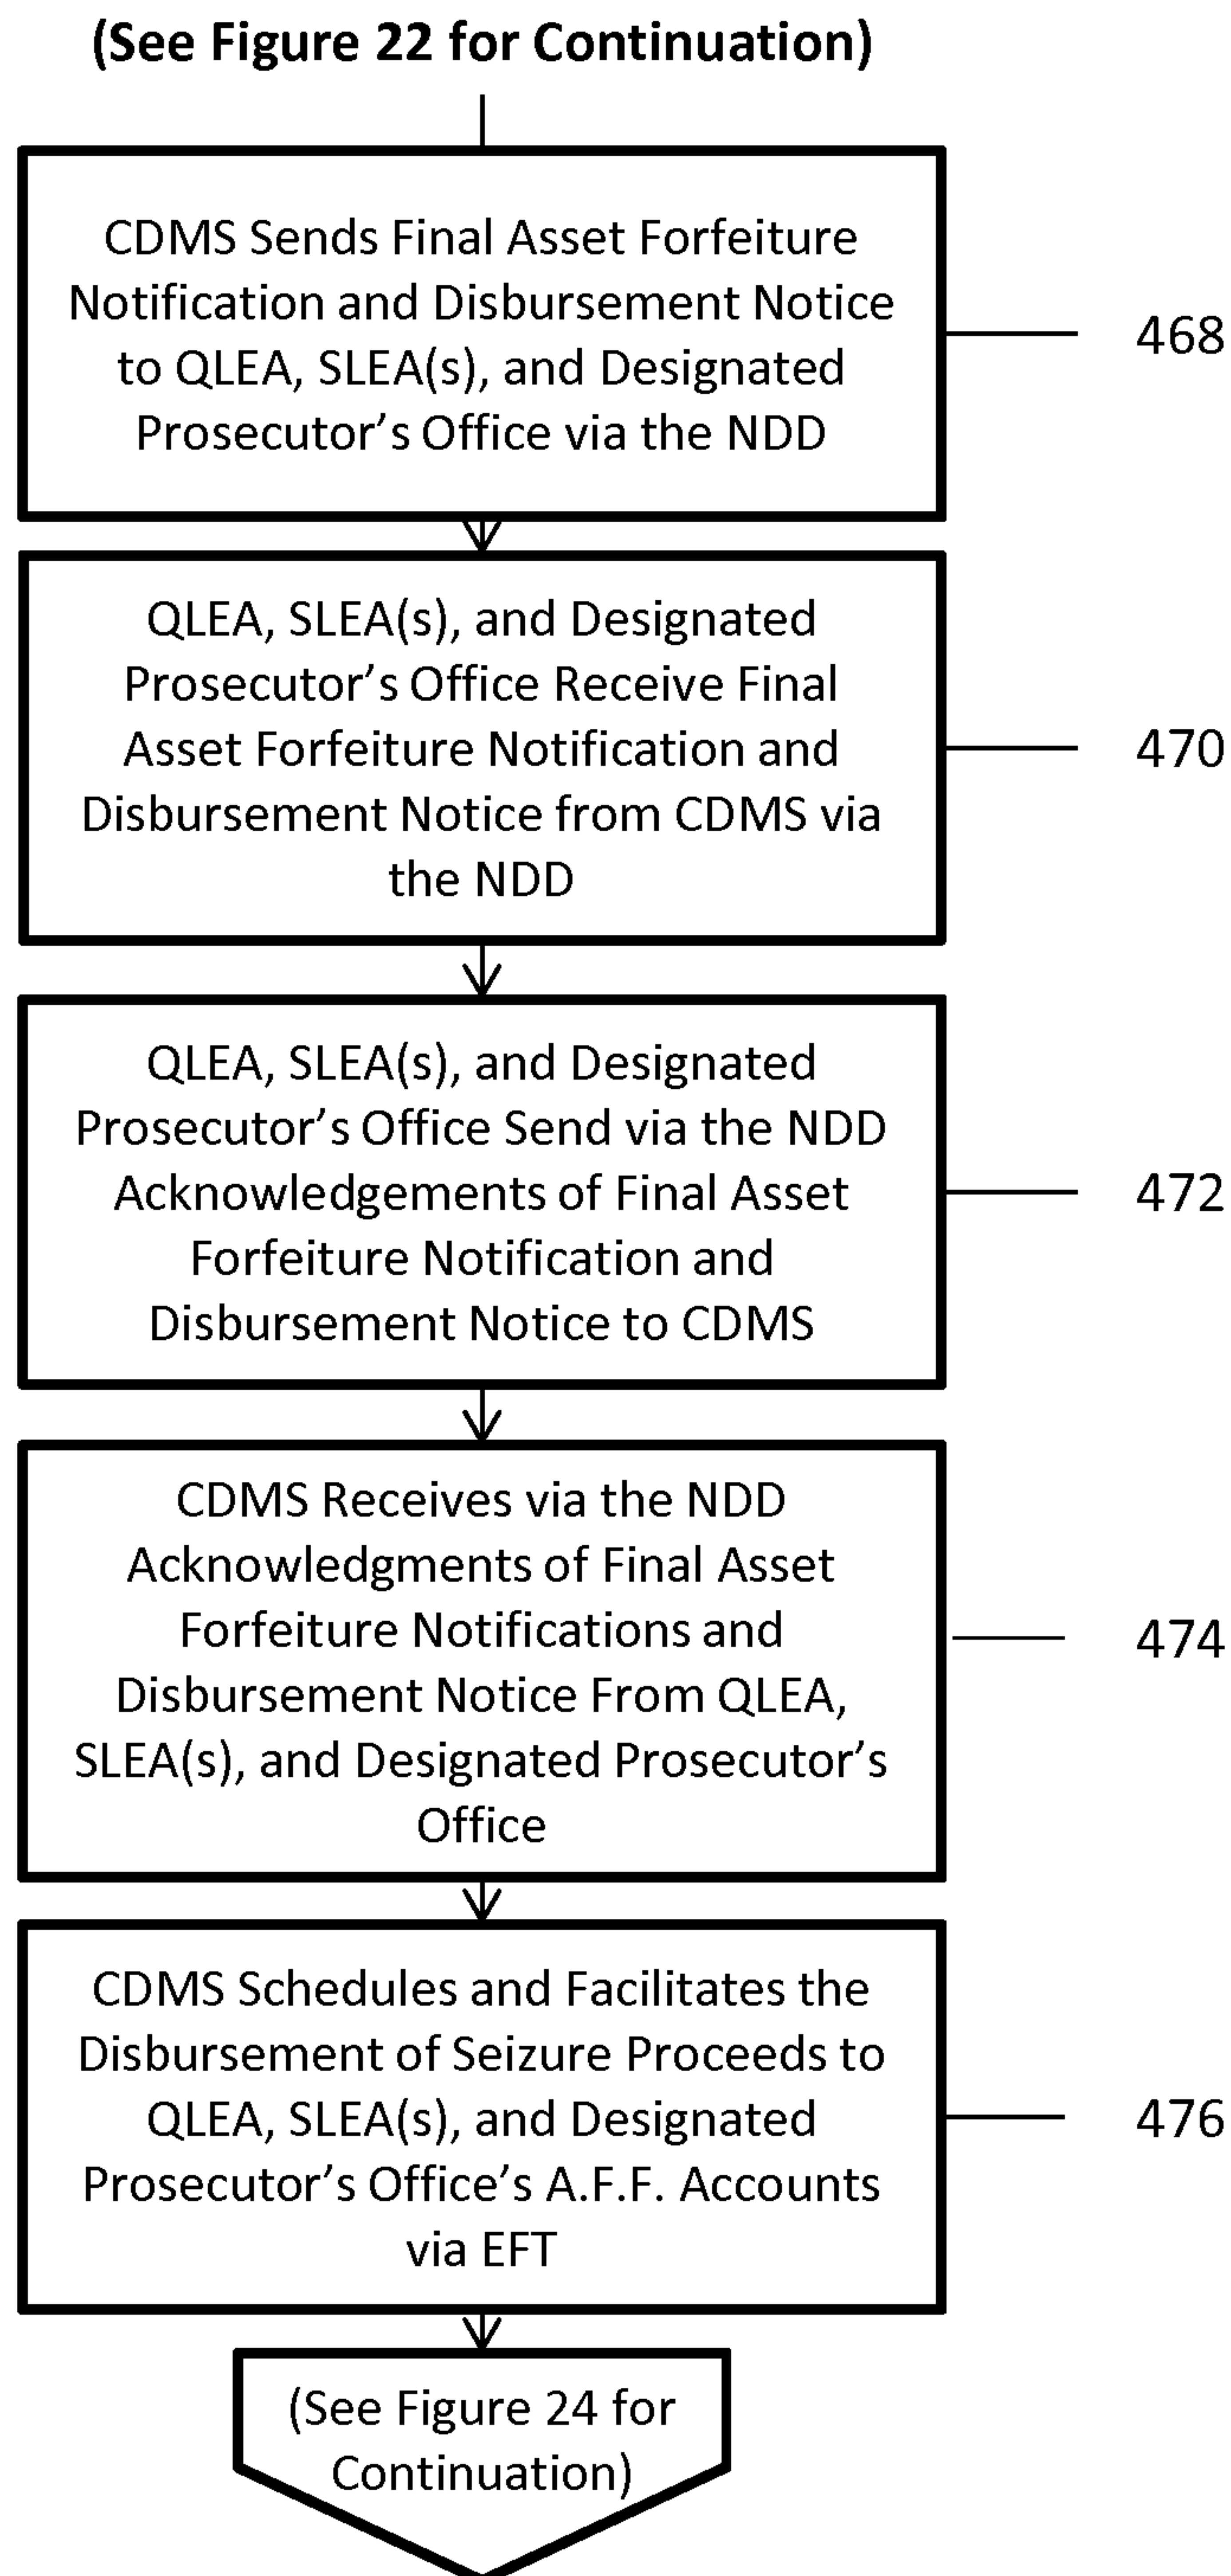 (See Figure 22 for Continuation)
CDMS Sends Final Asset Forfeiture
Notification and Disbursement Notice
to QLEA, SLEA(s), and Designated
Prosecutor’s Office via the NDD
468
QLEA, SLEA(s), and Designated
Prosecutor’s Office Receive Final
Asset Forfeiture Notification and
Disbursement Notice from CDMS via
the NDD
470
QLEA, SLEA(s), and Designated
Prosecutor’s Office Send via the NDD
Acknowledgements of Final Asset
Forfeiture Notification and
Disbursement Notice to CDMS
472
CDMS Receives via the NDD
Acknowledgments of Final Asset
Forfeiture Notifications and
Disbursement Notice From QLEA,
SLEA(s), and Designated Prosecutor’s
Office
474
CDMS Schedules and Facilitates the
Disbursement of Seizure Proceeds to
QLEA, SLEA(s), and Designated
Prosecutor’s Office’s A.F.F. Accounts
via EFT
476
(See Figure 24 for
Continuation)